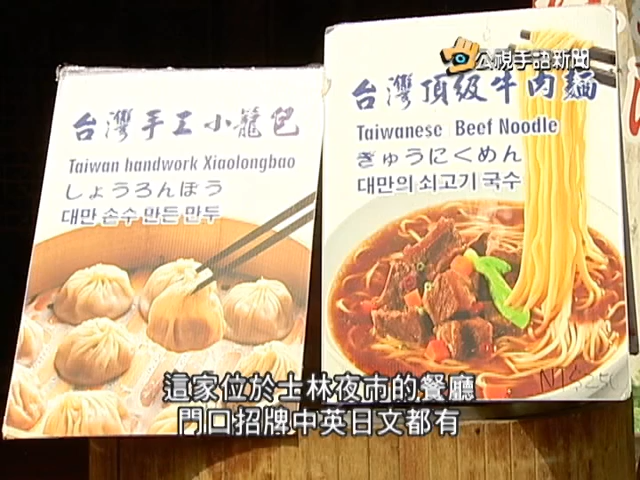 公視手語新聞
台灣手工小籠包
Taiwan handwork Xiaolongbao
しょうろんぼう
대만 손수 만든 만두
台灣頂級牛肉麵
Taiwanese Beef Noodle
ぎゅうにくめん
대만의 쇠고기 국수
這家位於士林夜市的餐廳
門口招牌中英日文都有